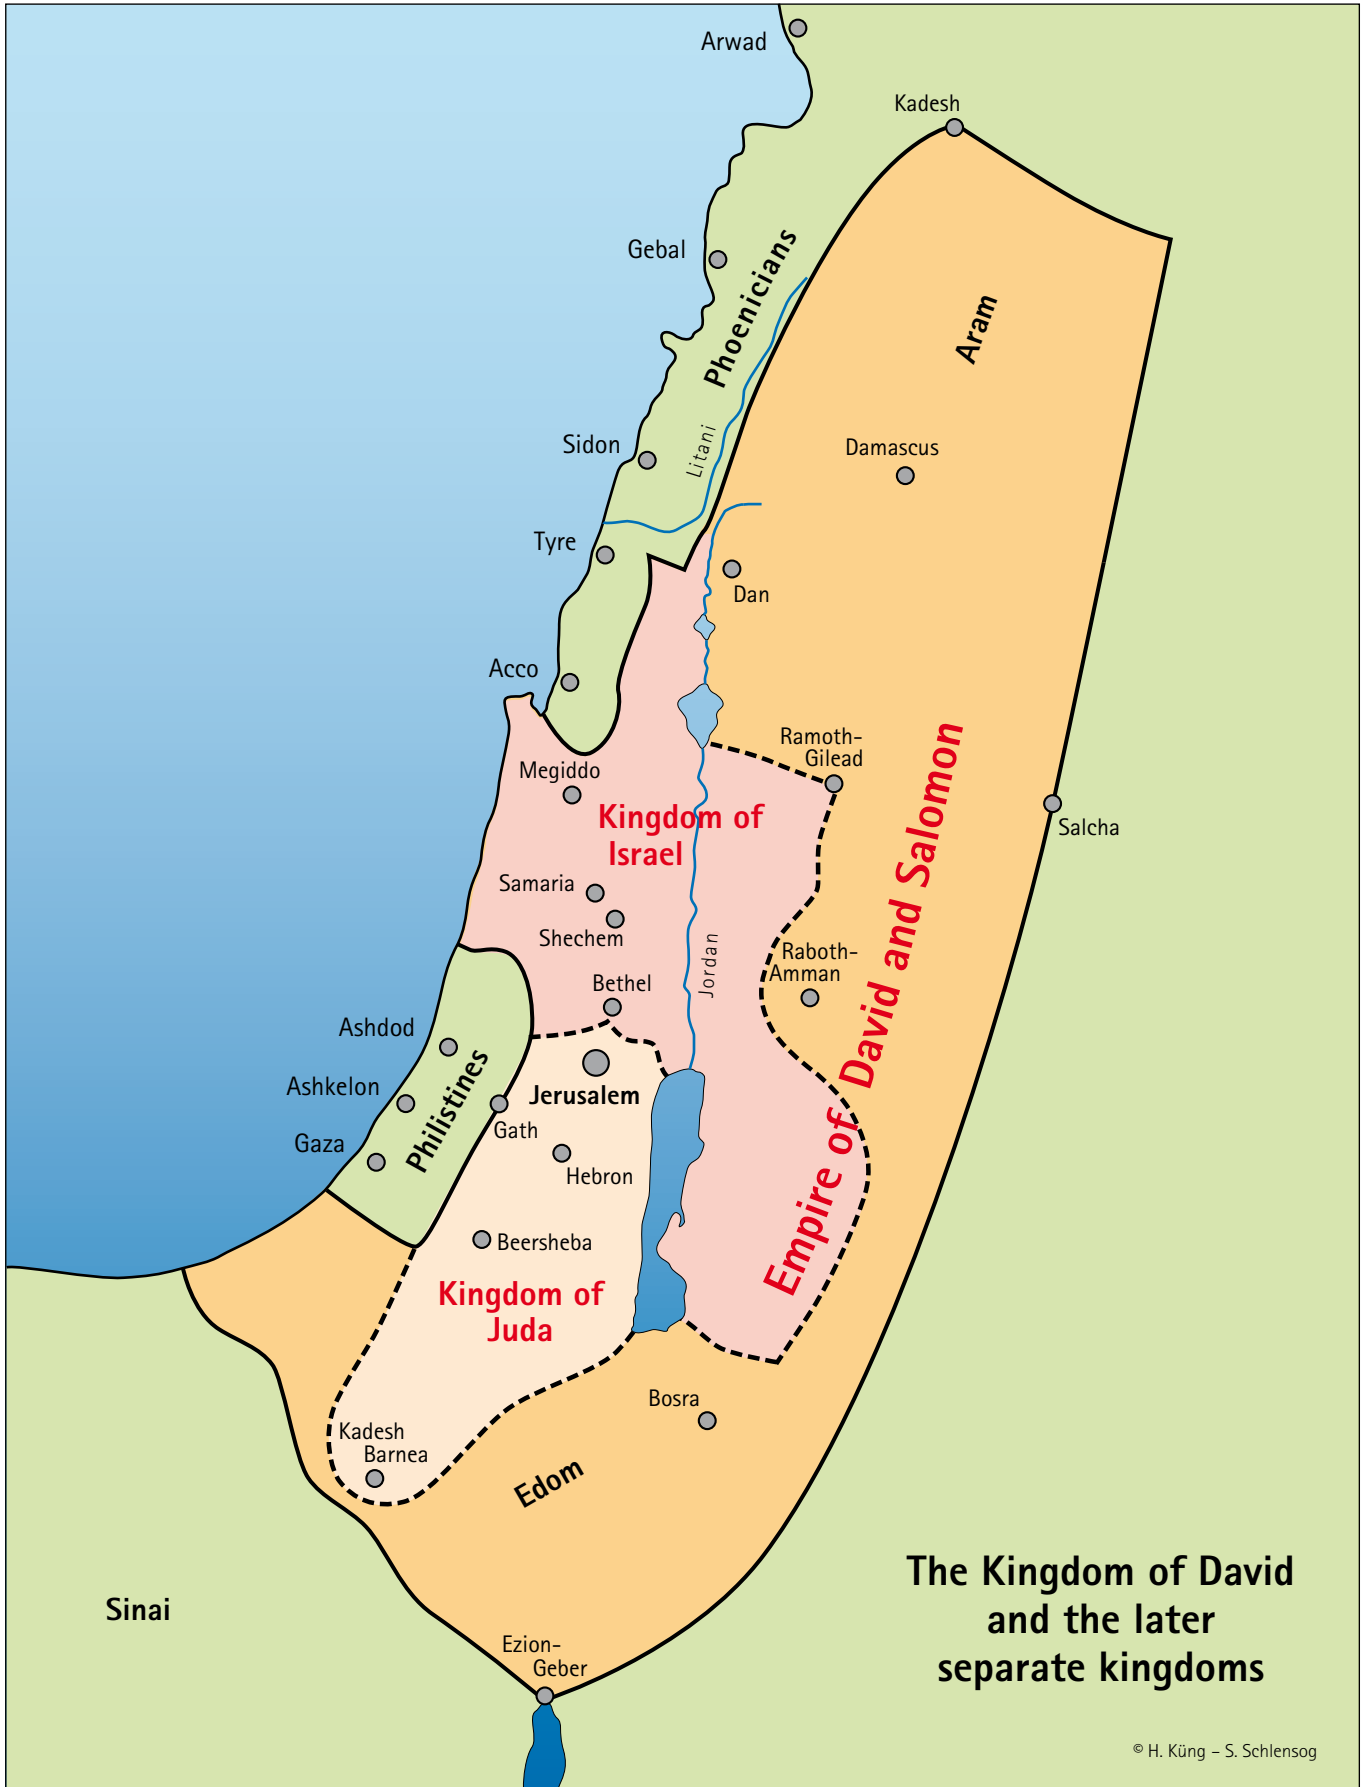 Arwad
Kadesh
Gebal
Phoenicians
Aram
Sidon
Litani
Damascus
Tyre
Dan
Acco
Ramoth-
Gilead
Megiddo
Kingdom of
Israel
Salcha
Samaria
Shechem
Jordan
Raboth-
Amman
Bethel
Empire of David and Salomon
Ashdod
Jerusalem
Ashkelon
Philistines
Gath
Gaza
Hebron
Beersheba
Kingdom of
Juda
Bosra
Kadesh
Barnea
Edom
Sinai
The Kingdom of David
and the later
separate kingdoms
Ezion-
Geber
© H. Küng – S. Schlensog